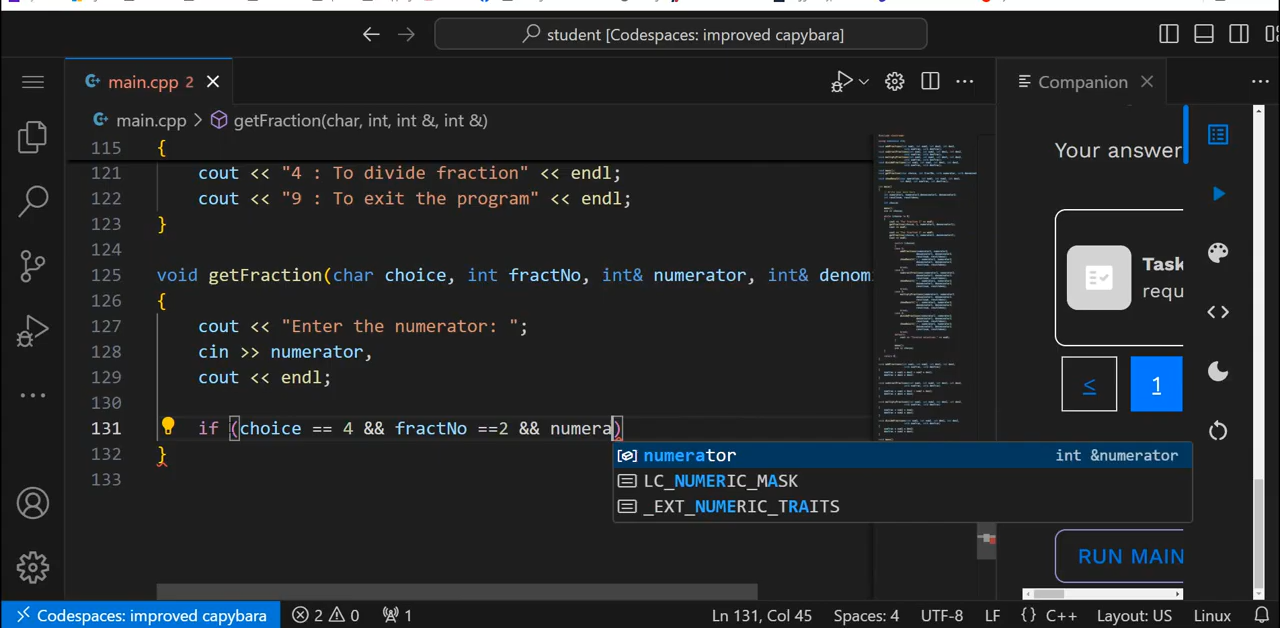 student [Codespaces: improved capybara]
main.cpp 2
Companion
main.cpp > getFraction(char, int, int &, int &)
115 {
121 cout << "4 : To divide fraction" << endl;
122 cout << "9 : To exit the program" << endl;
123 }
124
125 void getFraction(char choice, int fractNo, int& numerator, int& denomi
126 {
127 cout << "Enter the numerator: ";
128 cin >> numerator,
129 cout << endl;
130
131 if (choice == 4 && fractNo ==2 && numera)
132 }
133
numerator int &numerator
LC_NUMERIC_MASK
_EXT_NUMERIC_TRAITS
Your answer
Task
requ
≤ 1
RUN MAIN
Codespaces: improved capybara 2 0 1 Ln 131, Col 45 Spaces: 4 UTF-8 LF {} C++ Layout: US Linux